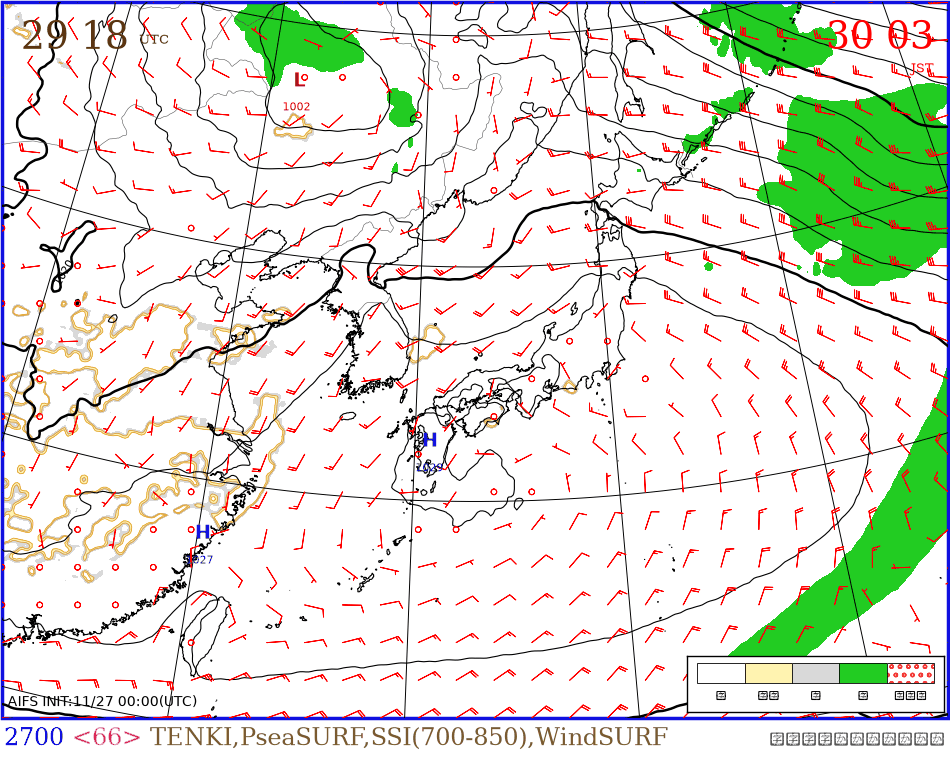 29 18 UTC
30 03
JST
L
1002
H
H
AIFS INIT:11/27 00:00(UTC)
2700 <66> TENKI,PseaSURF,SSI(700-850),WindSURF